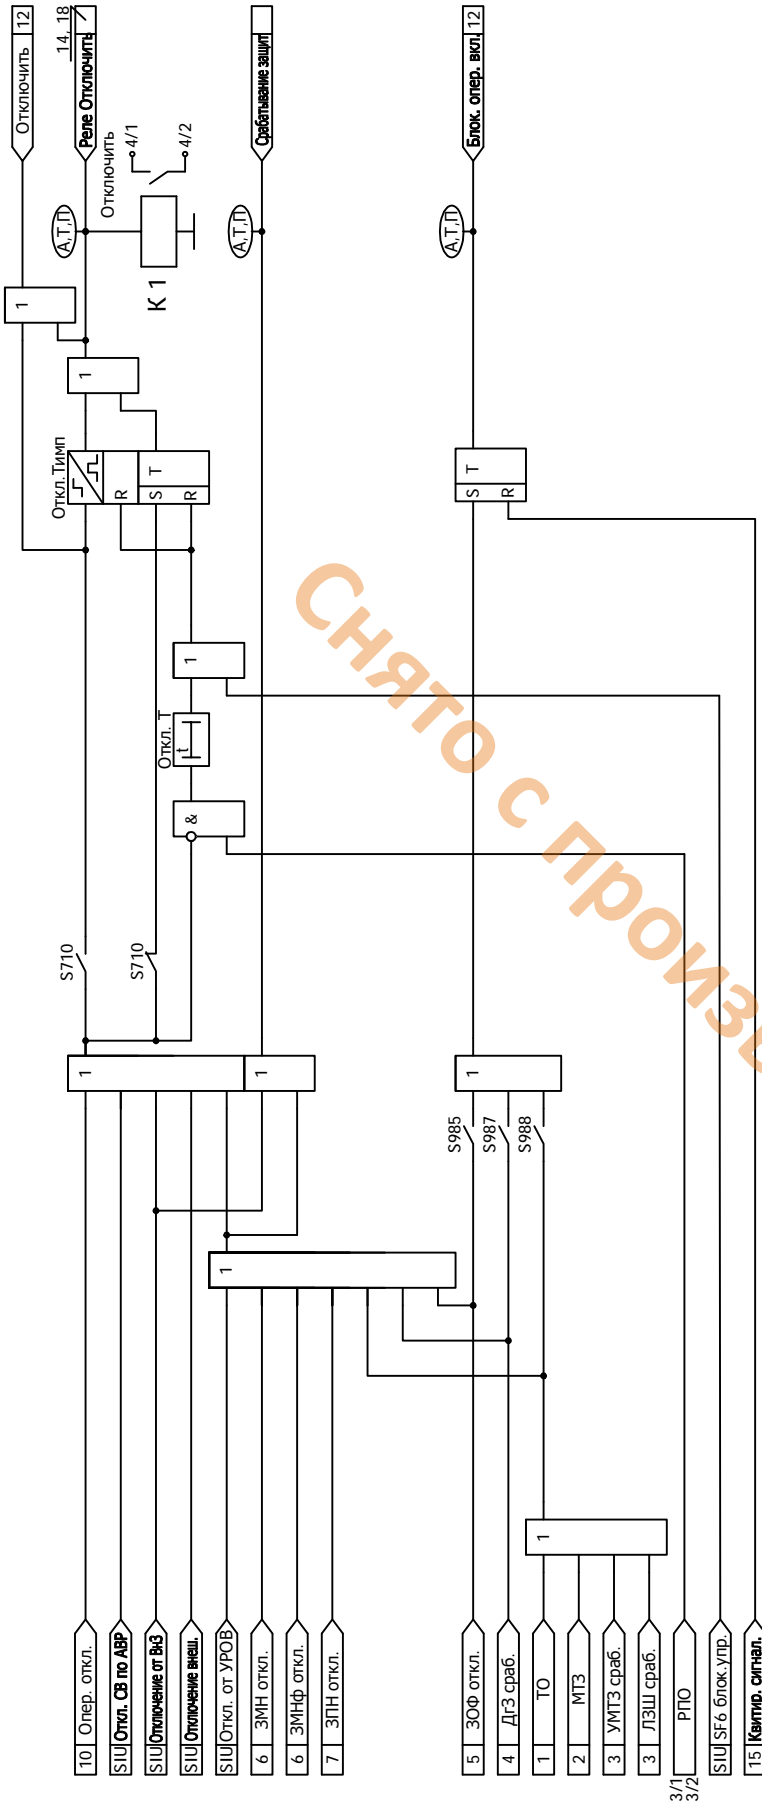 Отключить 12
Реле Отключить 14, 18
Срабатывание защит
Блок. опер. вкл. 12
А,Т,П
Отключить
4/1
4/2
А,Т,П
А,Т,П
К 1
1
1
Откл.Тимп
R
T
S
R
T
S
R
1
Откл. Т
t
&
S710
S710
1
1
1
S985
S987
S988
1
1
10 Опер. откл.
SIU Откл. СВ по АВР
SIU Отключение от ВнЗ
SIU Отключение внеш.
SIU Откл. от УРОВ
6 ЗМН откл.
6 ЗМНф откл.
7 ЗПН откл.
5 ЗОФ откл.
4 ДгЗ сраб.
1 ТО
2 МТЗ
3 УМТЗ сраб.
3 ЛЗШ сраб.
3/1
3/2
РПО
SIU SF6 блок.упр.
15 Квитир. сигнал.
Снято с произв